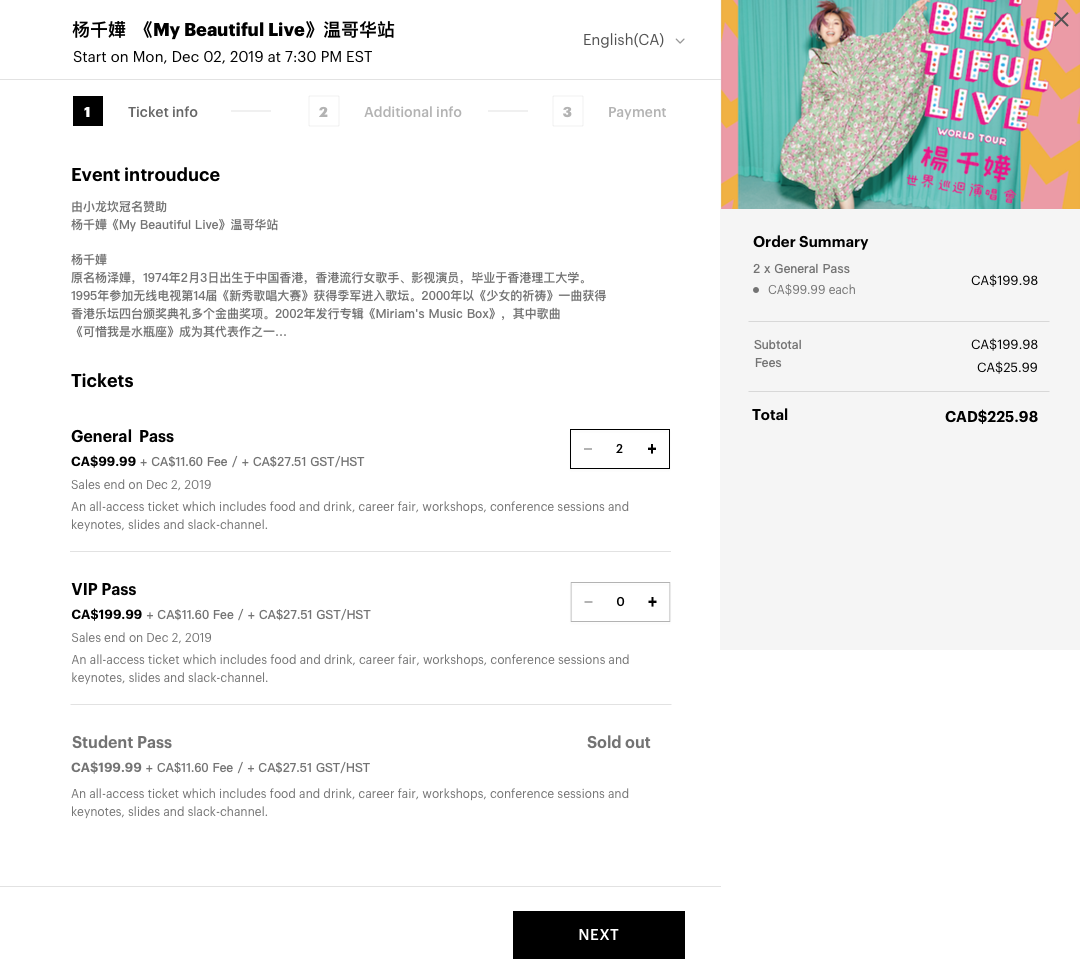 杨千嬅 《My Beautiful Live》温哥华站
Start on Mon, Dec 02, 2019 at 7:30 PM EST
English(CA)
1 Ticket info
2 Additional info
3 Payment
Event introuduce
由小龙坎冠名赞助
杨千嬅《My Beautiful Live》温哥华站
杨千嬅
原名杨泽嬅，1974年2月3日出生于中国香港，香港流行女歌手、影视演员，毕业于香港理工大学。
1995年参加无线电视第14届《新秀歌唱大赛》获得季军进入歌坛。2000年以《少女的祈祷》一曲获得
香港乐坛四台颁奖典礼多个金曲奖项。2002年发行专辑《Miriam's Music Box》，其中歌曲
《可惜我是水瓶座》成为其代表作之一...
Tickets
General Pass
CA$99.99 + CA$11.60 Fee / + CA$27.51 GST/HST
Sales end on Dec 2, 2019
An all-access ticket which includes food and drink, career fair, workshops, conference sessions and
keynotes, slides and slack-channel.
− 2 +
VIP Pass
CA$199.99 + CA$11.60 Fee / + CA$27.51 GST/HST
Sales end on Dec 2, 2019
An all-access ticket which includes food and drink, career fair, workshops, conference sessions and
keynotes, slides and slack-channel.
− 0 +
Student Pass
Sold out
CA$199.99 + CA$11.60 Fee / + CA$27.51 GST/HST
An all-access ticket which includes food and drink, career fair, workshops, conference sessions and
keynotes, slides and slack-channel.
NEXT
BEAU
TIFUL
LIVE
WORLD TOUR
楊千嬅
世界巡迴演唱會
Order Summary
2 x General Pass
CA$99.99 each
CA$199.98
Subtotal CA$199.98
Fees CA$25.99
Total CAD$225.98